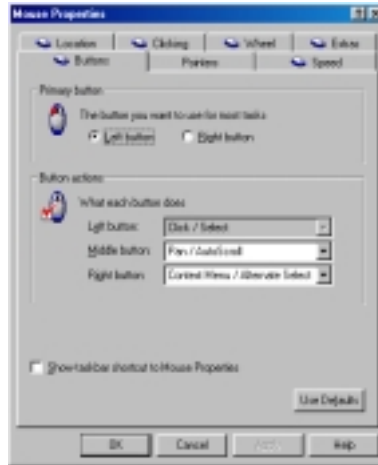 Mouse Properties
Location Clicking Wheel Extras
Buttons Pointers Speed
Primary button
The button you want to use for most tasks
Left button Right button
Button actions
What each button does
Left button: Click / Select
Middle button: Pan / AutoScroll
Right button: Context Menu / Alternate Select
Show taskbar shortcut to Mouse Properties
Use Defaults
OK Cancel Apply Help